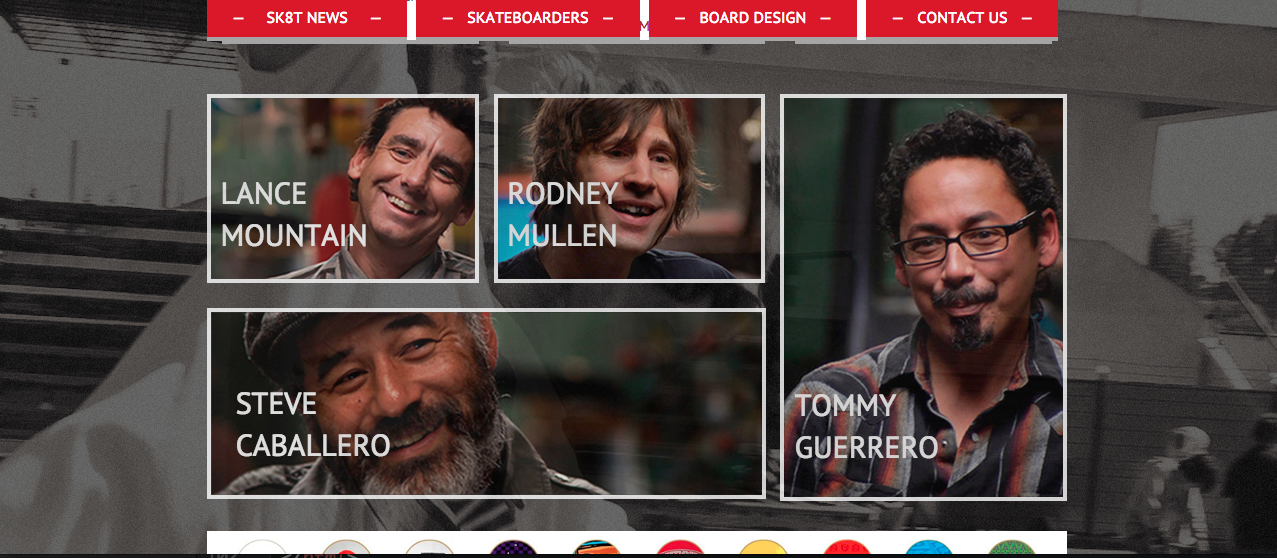 SK8T NEWS
SKATEBOARDERS
BOARD DESIGN
CONTACT US
LANCE
MOUNTAIN
RODNEY
MULLEN
STEVE
CABALLERO
TOMMY
GUERRERO